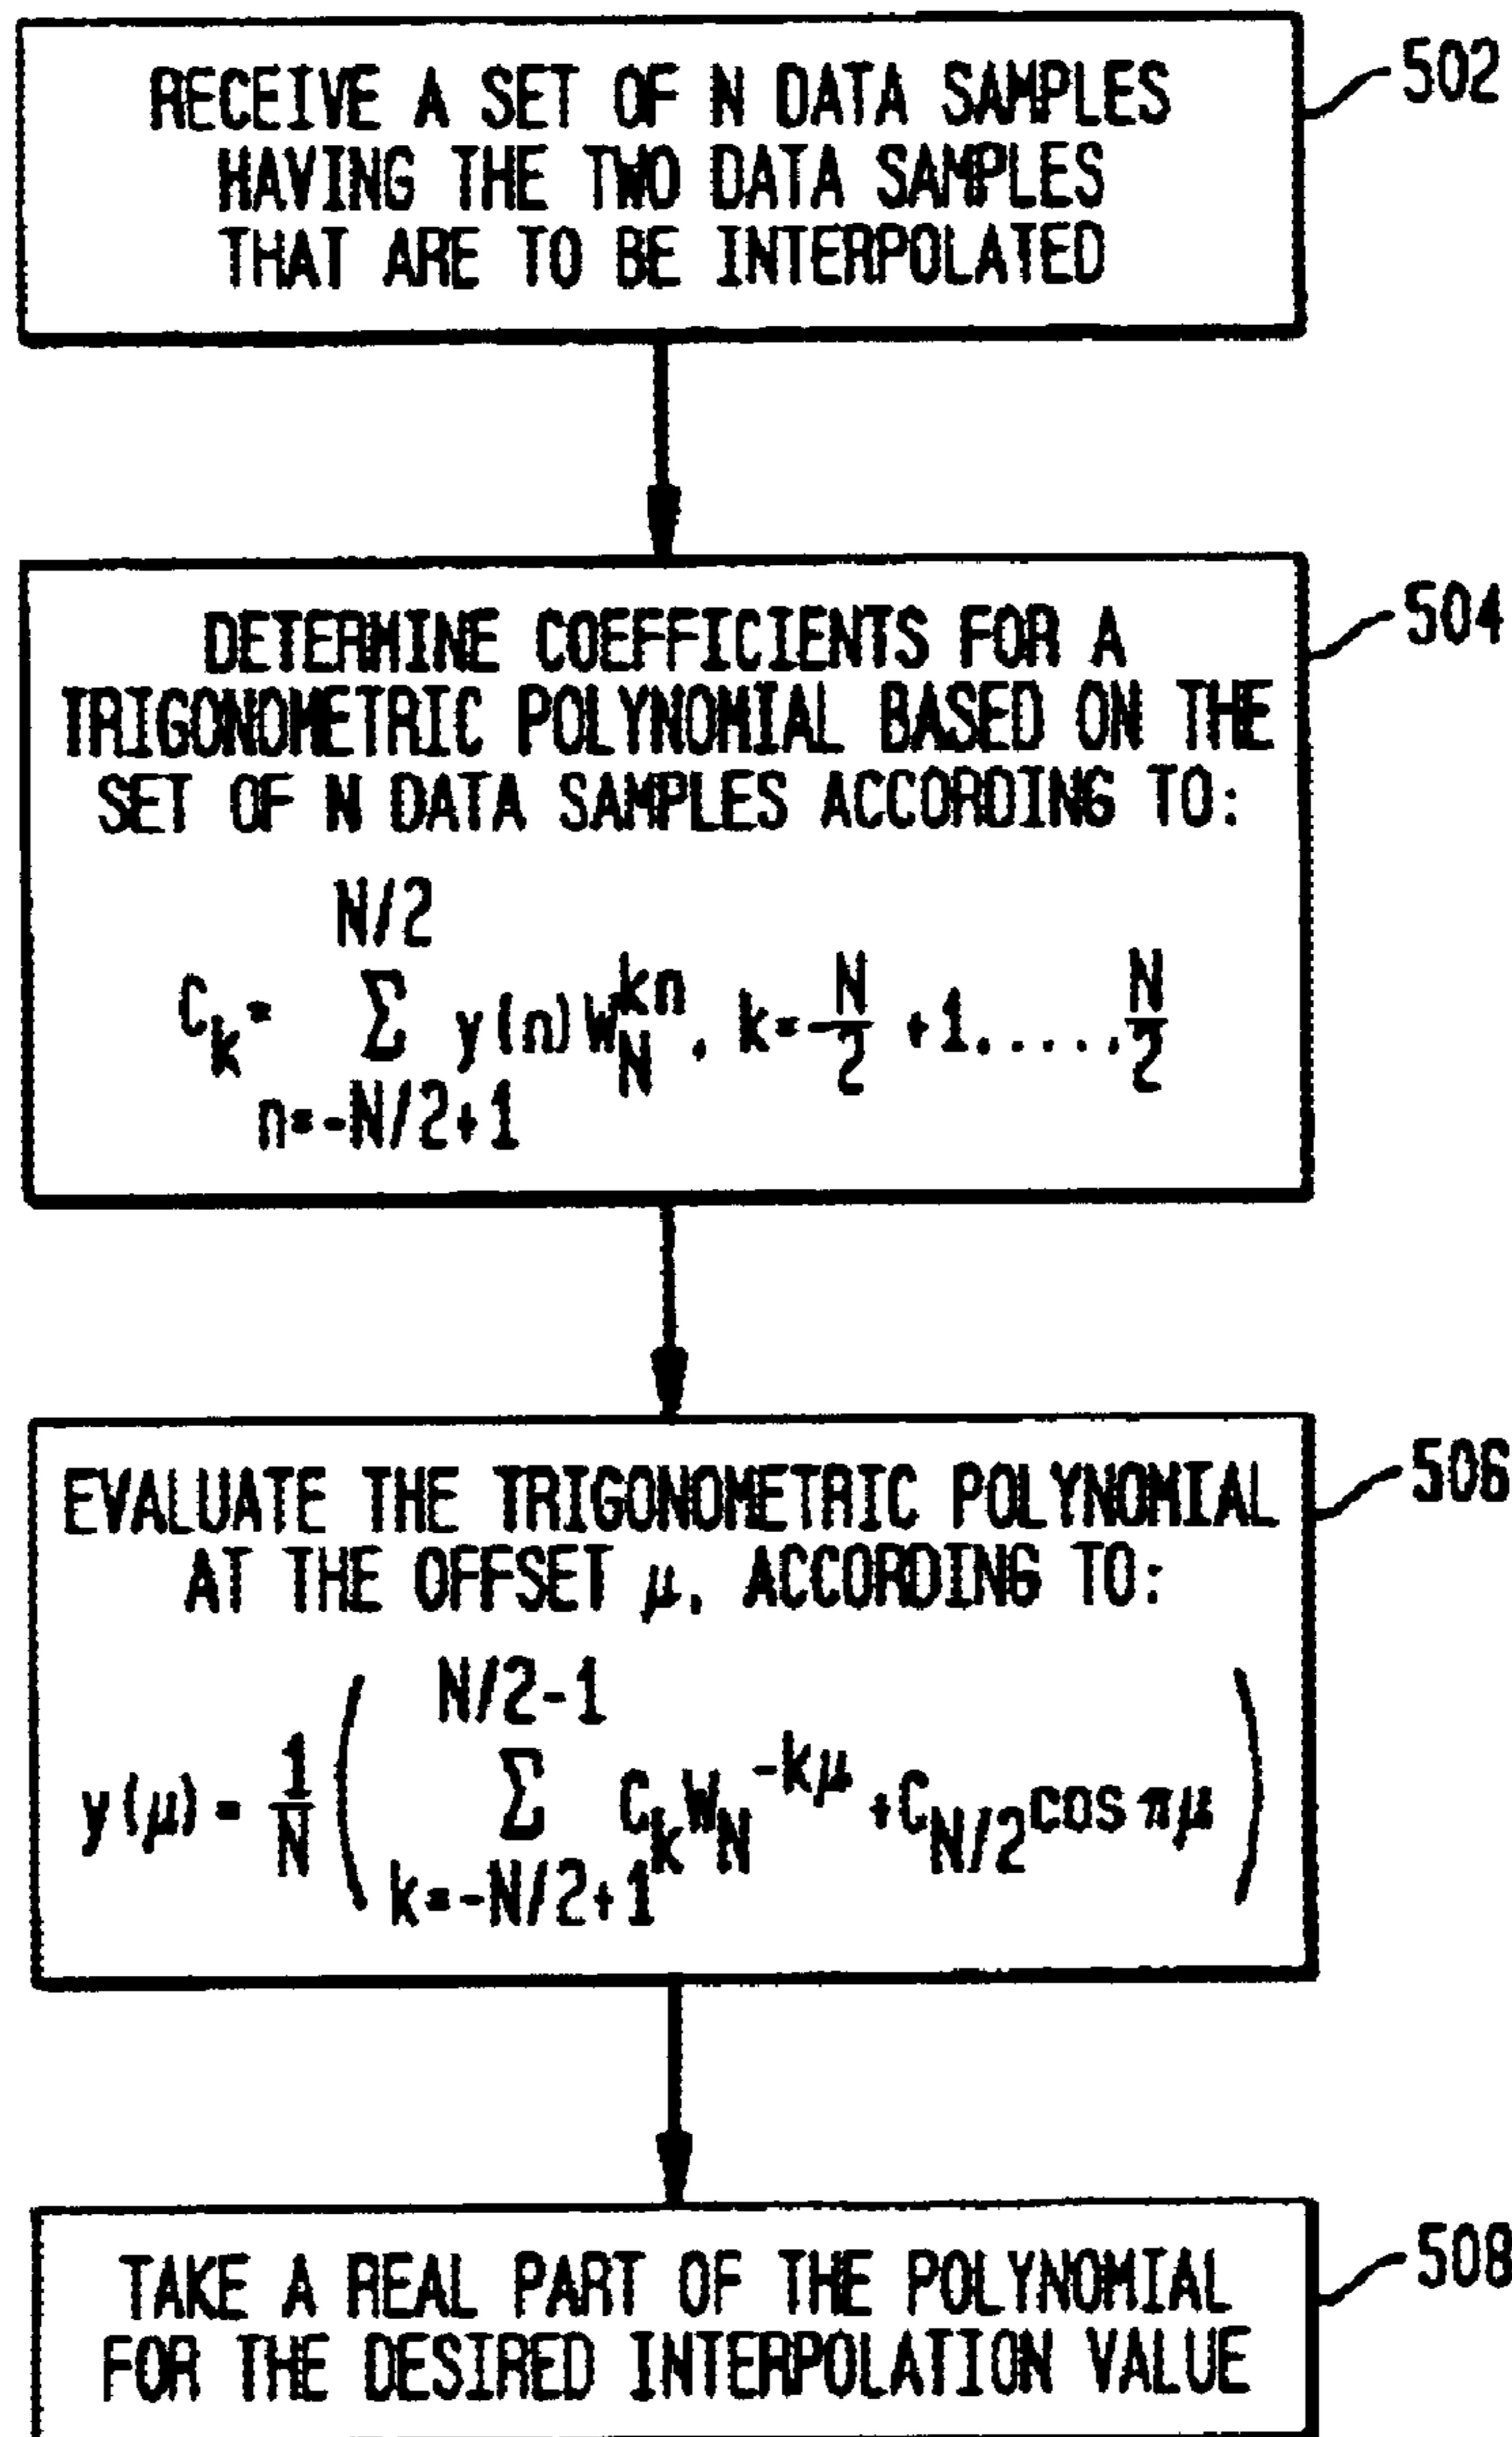 RECEIVE A SET OF N DATA SAMPLES
HAVING THE TWO DATA SAMPLES
THAT ARE TO BE INTERPOLATED
502
DETERMINE COEFFICIENTS FOR A
TRIGONOMETRIC POLYNOMIAL BASED ON THE
SET OF N DATA SAMPLES ACCORDING TO:
504
N/2
C_k = Σ y(n)W_N^{kn}, k=-N/2 +1,....,N/2
n=-N/2+1
EVALUATE THE TRIGONOMETRIC POLYNOMIAL
AT THE OFFSET μ, ACCORDING TO:
506
N/2-1
y(μ) = 1/N ( Σ C_k W_N^{-kμ} +C_{N/2} cos πμ )
k=-N/2+1
TAKE A REAL PART OF THE POLYNOMIAL
FOR THE DESIRED INTERPOLATION VALUE
508